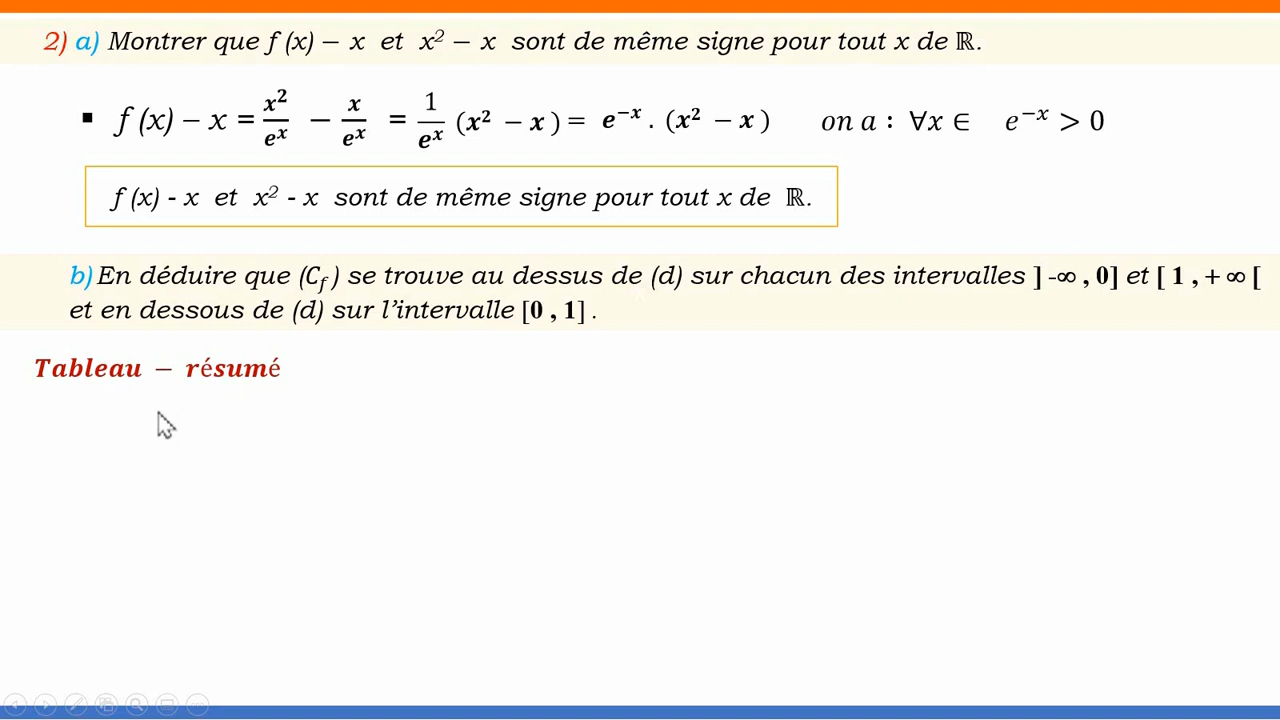 2) a) Montrer que f (x) − x et x² − x sont de même signe pour tout x de ℝ.
▪ f (x) − x = x²/eˣ − x/eˣ = 1/eˣ (x² − x) = e⁻ˣ . (x² − x) on a : ∀x ∈ e⁻ˣ > 0
f (x) - x et x² - x sont de même signe pour tout x de ℝ.
b) En déduire que (C_f) se trouve au dessus de (d) sur chacun des intervalles ] -∞ , 0] et [ 1 , + ∞ [
et en dessous de (d) sur l’intervalle [0 , 1] .
Tableau − résumé